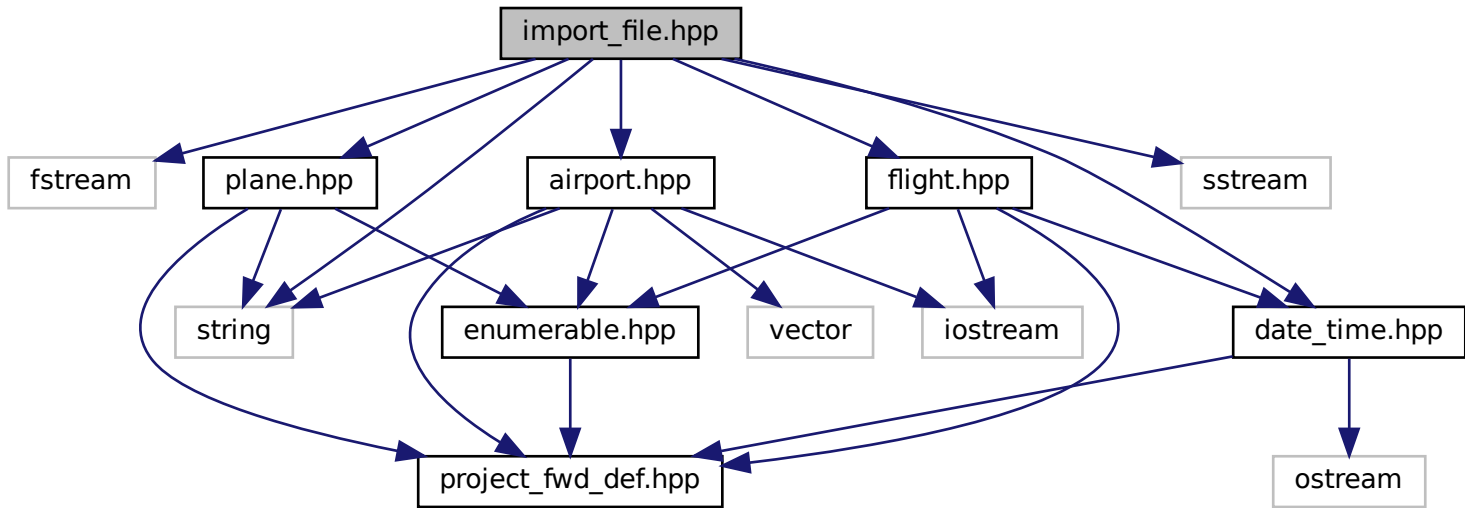 import_file.hpp
fstream
plane.hpp
airport.hpp
flight.hpp
sstream
string
enumerable.hpp
vector
iostream
date_time.hpp
project_fwd_def.hpp
ostream